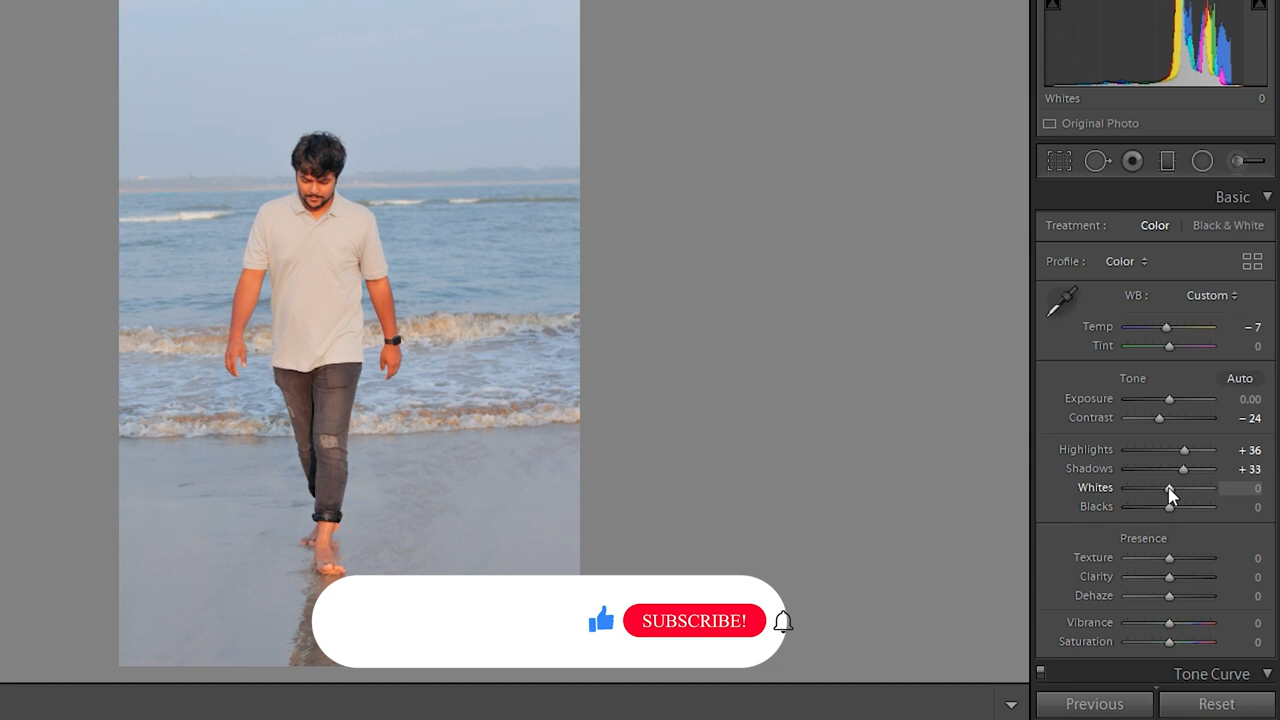 Whites 0
Original Photo
Basic
Treatment : Color Black & White
Profile : Color
WB : Custom
Temp – 7
Tint 0
Tone Auto
Exposure 0.00
Contrast – 24
Highlights + 36
Shadows + 33
Whites 0
Blacks 0
Presence
Texture 0
Clarity 0
Dehaze 0
Vibrance 0
Saturation 0
SUBSCRIBE!
Tone Curve
Previous Reset